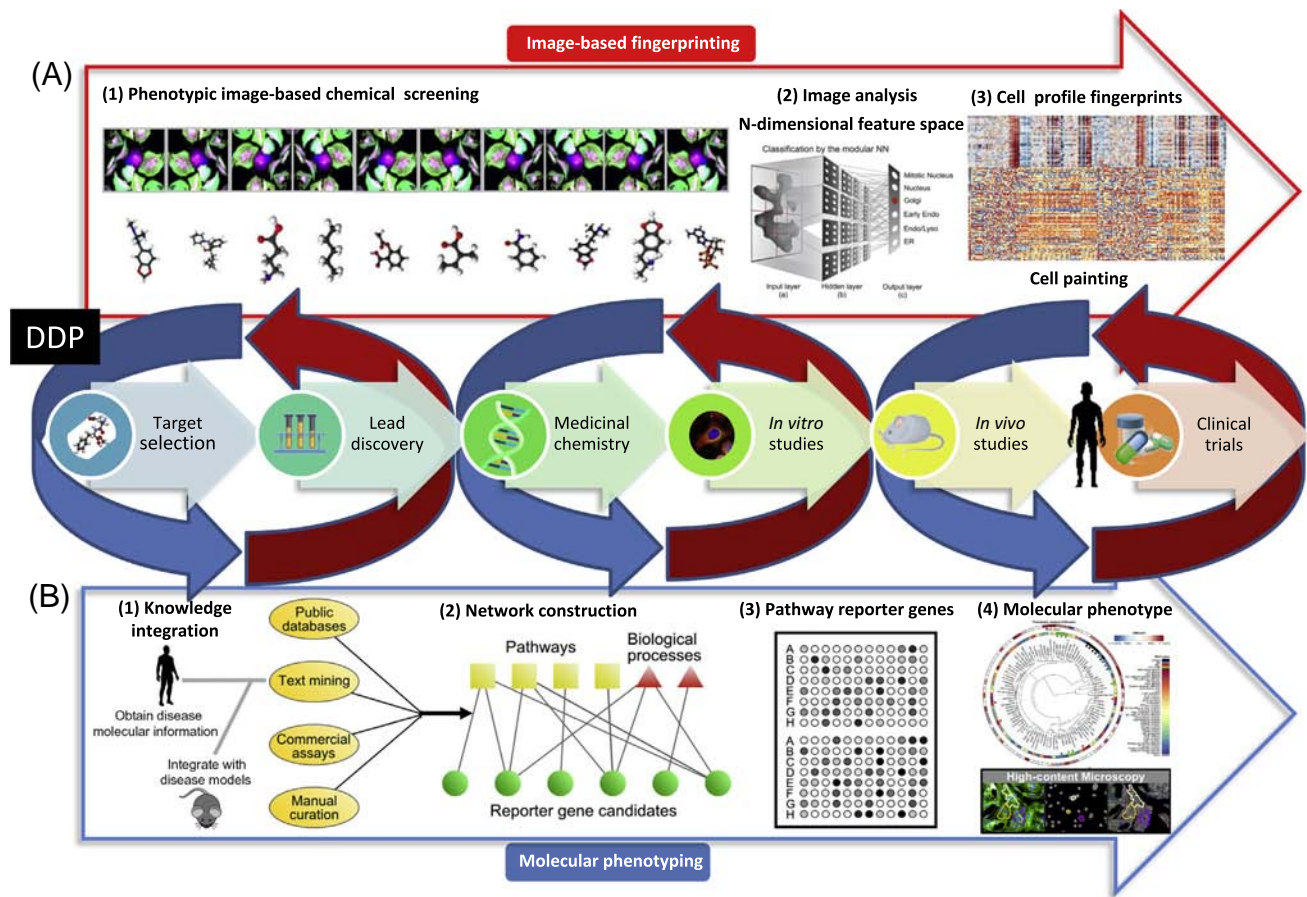 Image-based fingerprinting
(A)
(1) Phenotypic image-based chemical screening
(2) Image analysis
N-dimensional feature space
Classification by the modular NN
Mitotic Nucleus
Nucleus
Golgi
Early Endo
Endo/Lyso
ER
Input layer
(a)
Hidden layer
(b)
Output layer
(c)
(3) Cell profile fingerprints
Cell painting
DDP
Target
selection
Lead
discovery
Medicinal
chemistry
In vitro
studies
In vivo
studies
Clinical
trials
(B)
(1) Knowledge
integration
Obtain disease
molecular information
Integrate with
disease models
Public
databases
Text mining
Commercial
assays
Manual
curation
(2) Network construction
Pathways
Biological
processes
Reporter gene candidates
(3) Pathway reporter genes
A
B
C
D
E
F
G
H
A
B
C
D
E
F
G
H
(4) Molecular phenotype
High-content Microscopy
Molecular phenotyping